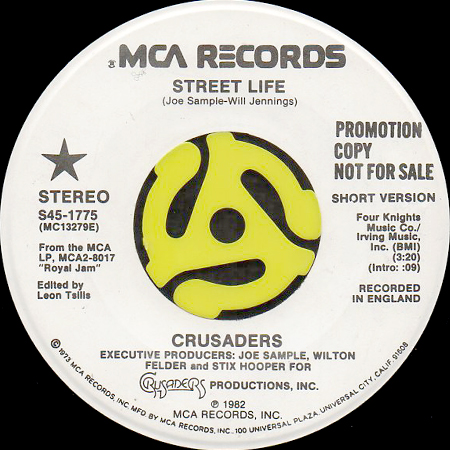 ® MCA RECORDS
STREET LIFE
(Joe Sample-Will Jennings)
PROMOTION
COPY
NOT FOR SALE
STEREO
S45-1775
(MC13279E)
From the MCA
LP, MCA2-8017
"Royal Jam"
Edited by
Leon Tsilis
SHORT VERSION
Four Knights
Music Co./
Irving Music,
Inc. (BMI)
(3:20)
(Intro: :09)
RECORDED
IN ENGLAND
CRUSADERS
EXECUTIVE PRODUCERS: JOE SAMPLE, WILTON
FELDER and STIX HOOPER FOR
CRUSADERS PRODUCTIONS, INC.
℗ 1982
MCA RECORDS, INC.
©1973 MCA RECORDS, INC. MFG BY MCA RECORDS, INC., 100 UNIVERSAL PLAZA, UNIVERSAL CITY, CALIF. 91608